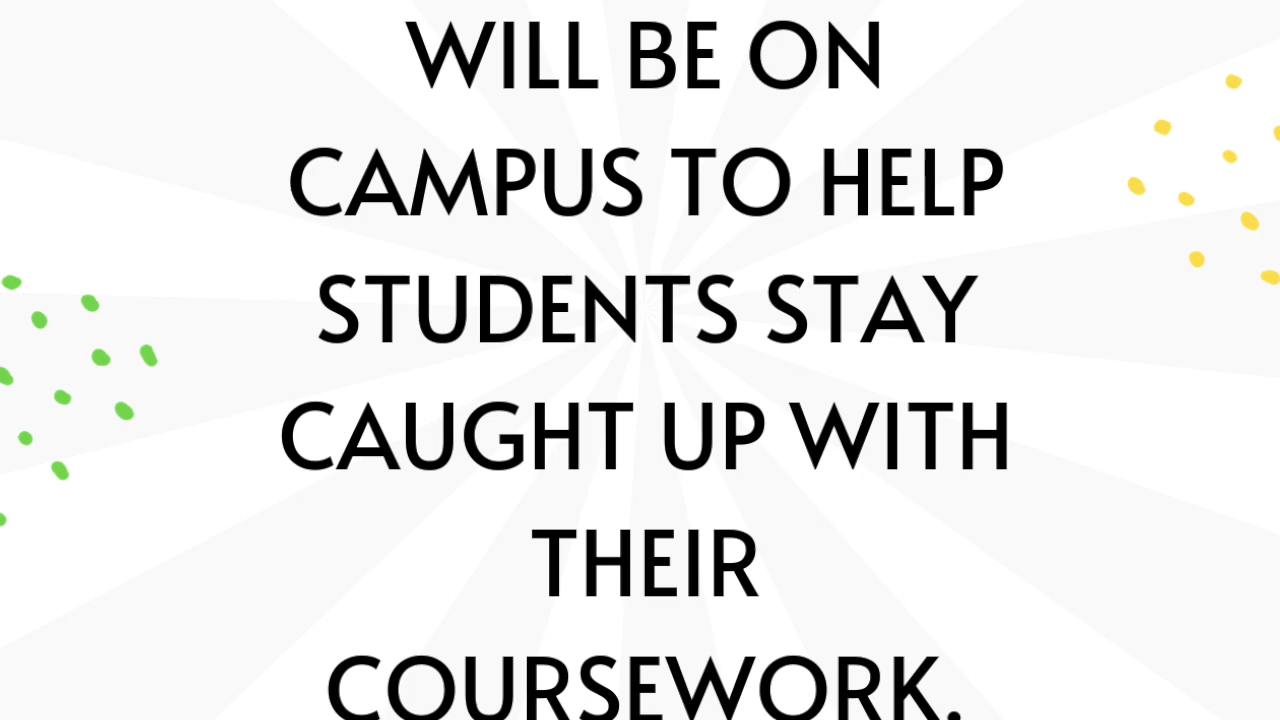 WILL BE ON
CAMPUS TO HELP
STUDENTS STAY
CAUGHT UP WITH
THEIR
COURSEWORK.